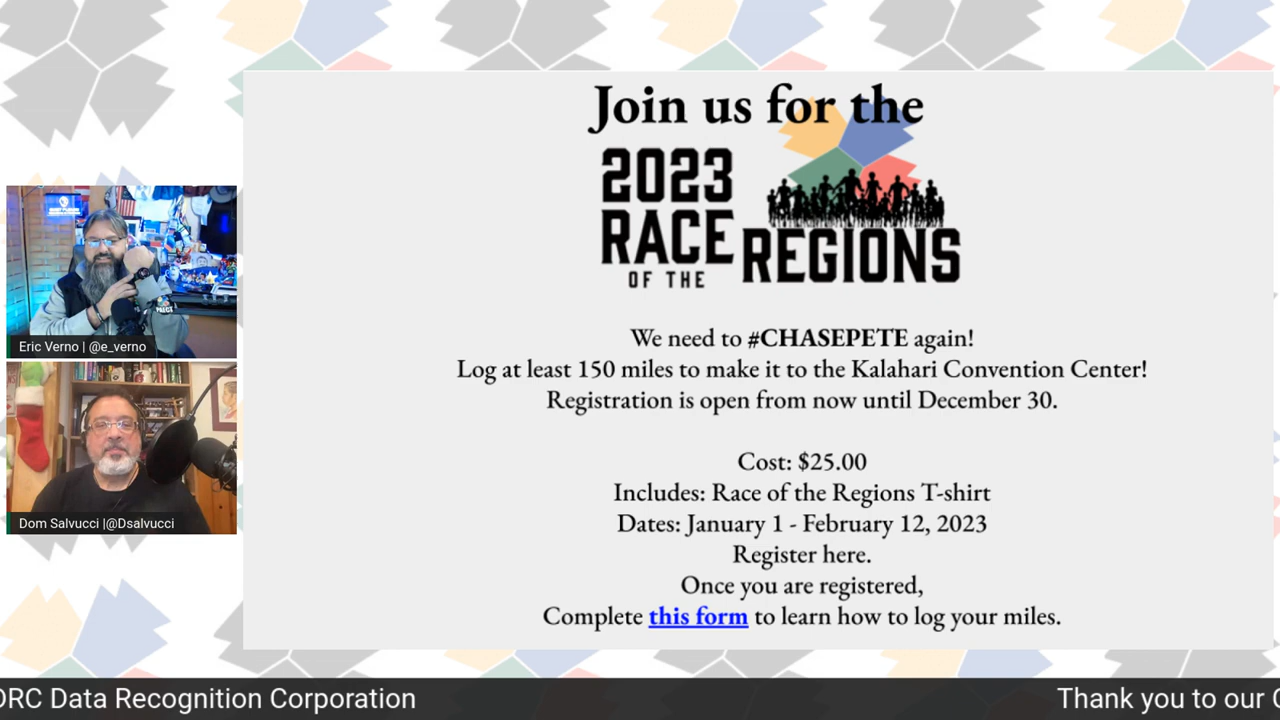 Join us for the
2023
RACE
OF THE
REGIONS
We need to #CHASEPETE again!
Log at least 150 miles to make it to the Kalahari Convention Center!
Registration is open from now until December 30.
Cost: $25.00
Includes: Race of the Regions T-shirt
Dates: January 1 - February 12, 2023
Register here.
Once you are registered,
Complete this form to learn how to log your miles.
Eric Verno | @e_verno
Dom Salvucci |@Dsalvucci
DRC Data Recognition Corporation
Thank you to our